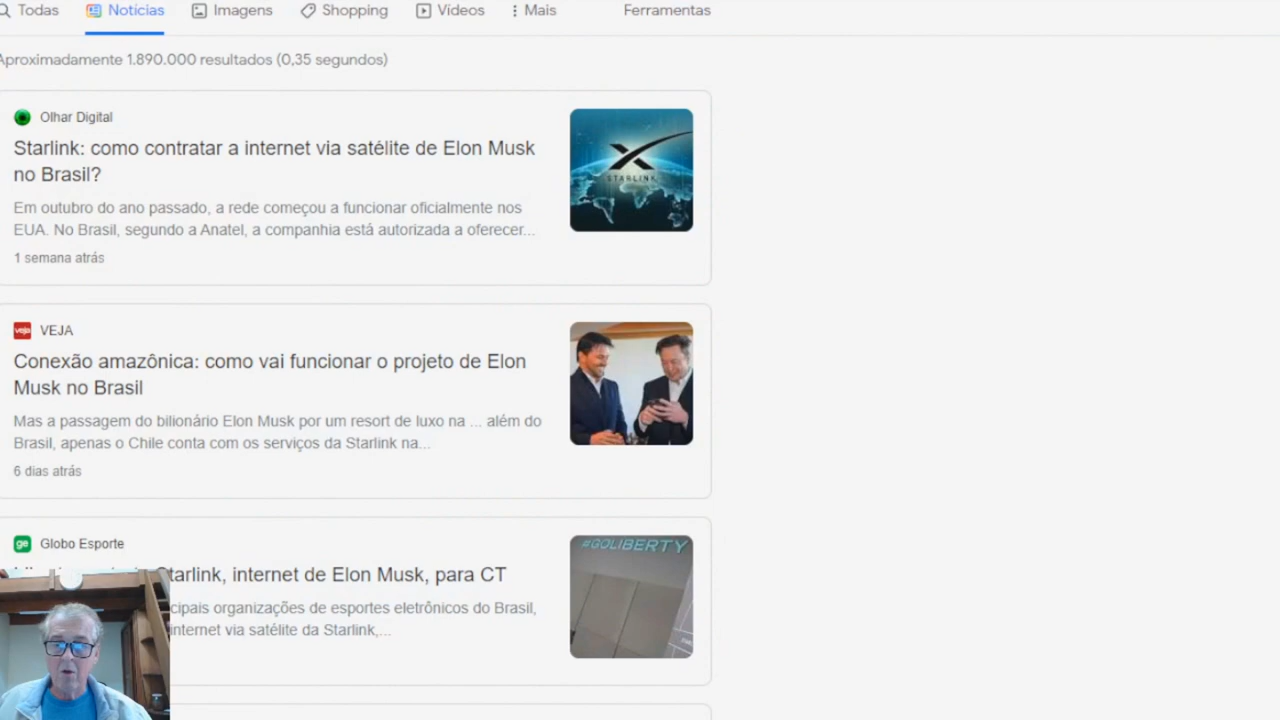 Todas Notícias Imagens Shopping Vídeos Mais Ferramentas
Aproximadamente 1.890.000 resultados (0,35 segundos)
Olhar Digital
Starlink: como contratar a internet via satélite de Elon Musk
no Brasil?
Em outubro do ano passado, a rede começou a funcionar oficialmente nos
EUA. No Brasil, segundo a Anatel, a companhia está autorizada a oferecer...
1 semana atrás
STARLINK
veja VEJA
Conexão amazônica: como vai funcionar o projeto de Elon
Musk no Brasil
Mas a passagem do bilionário Elon Musk por um resort de luxo na ... além do
Brasil, apenas o Chile conta com os serviços da Starlink na...
6 dias atrás
ge Globo Esporte
Starlink, internet de Elon Musk, para CT
organizações de esportes eletrônicos do Brasil,
internet via satélite da Starlink,...
#GOLIBERTY